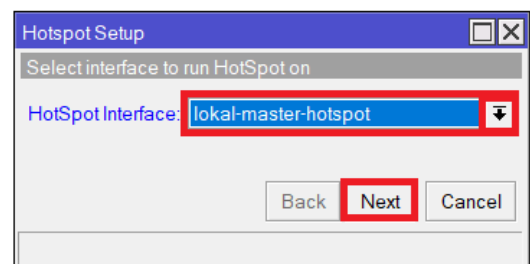 Hotspot Setup
Select interface to run HotSpot on
HotSpot Interface: lokal-master-hotspot
Back Next Cancel